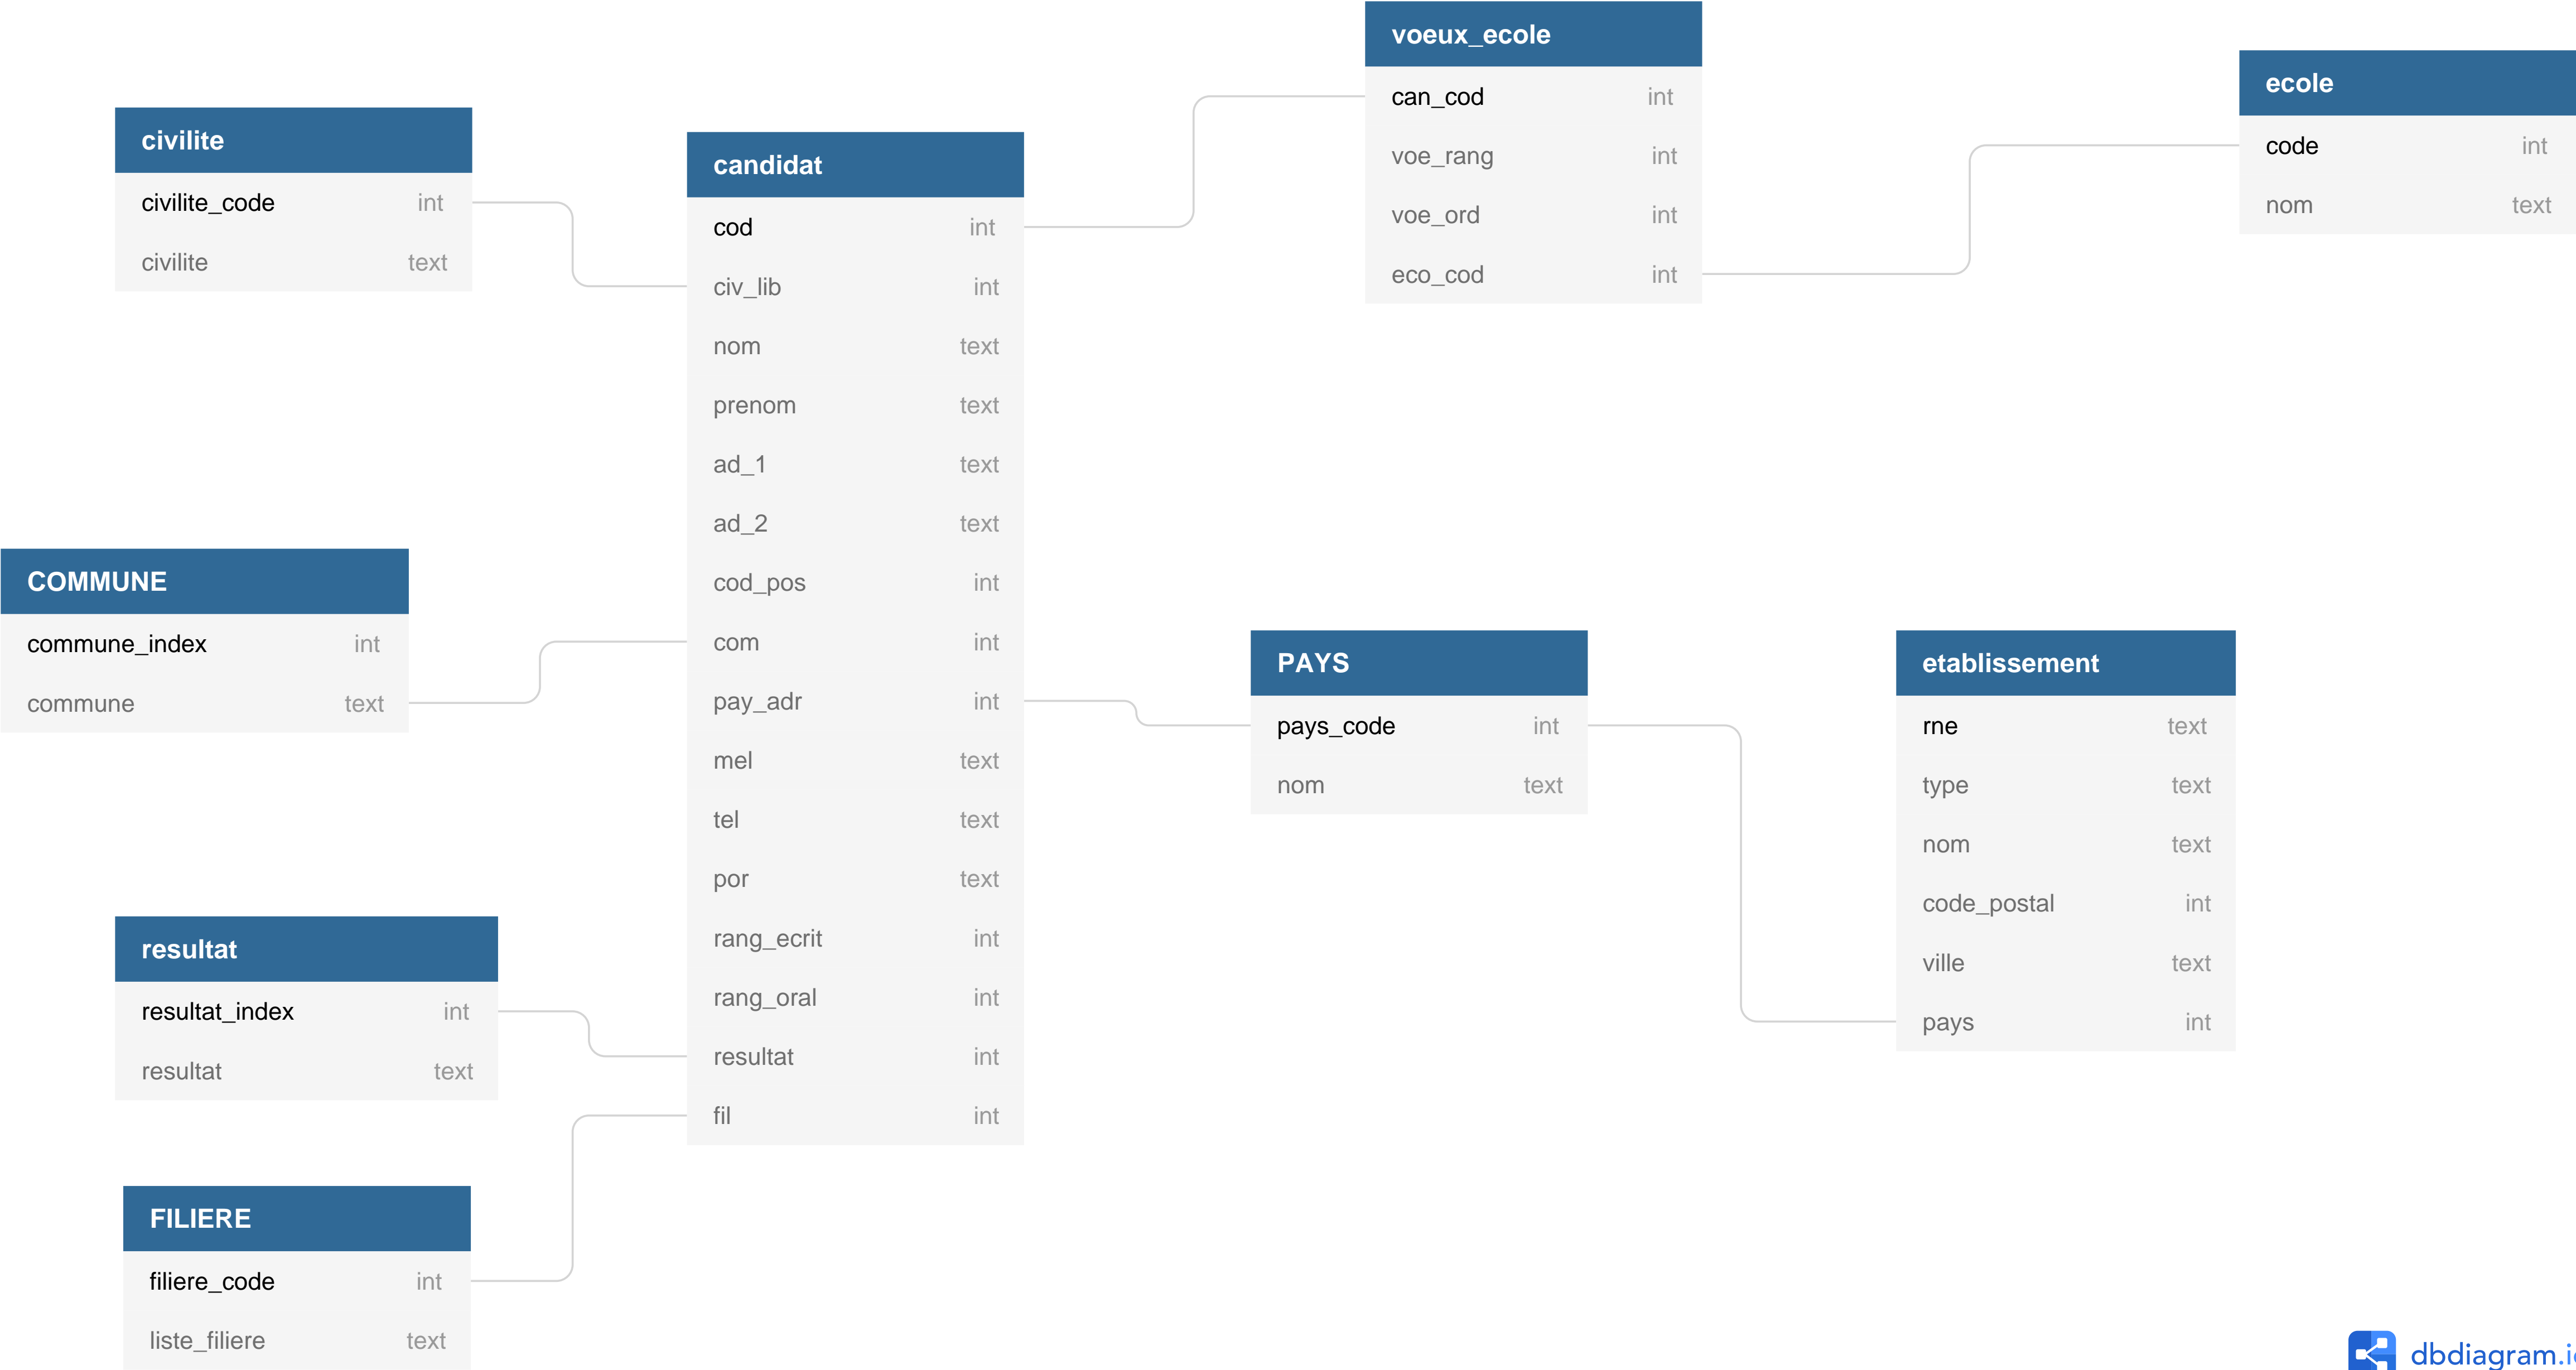 voeux_ecole
can_cod int
voe_rang int
voe_ord int
eco_cod int
ecole
code int
nom text
civilite
civilite_code int
civilite text
candidat
cod int
civ_lib int
nom text
prenom text
ad_1 text
ad_2 text
cod_pos int
com int
pay_adr int
mel text
tel text
por text
rang_ecrit int
rang_oral int
resultat int
fil int
COMMUNE
commune_index int
commune text
PAYS
pays_code int
nom text
etablissement
rne text
type text
nom text
code_postal int
ville text
pays int
resultat
resultat_index int
resultat text
FILIERE
filiere_code int
liste_filiere text
dbdiagram.io